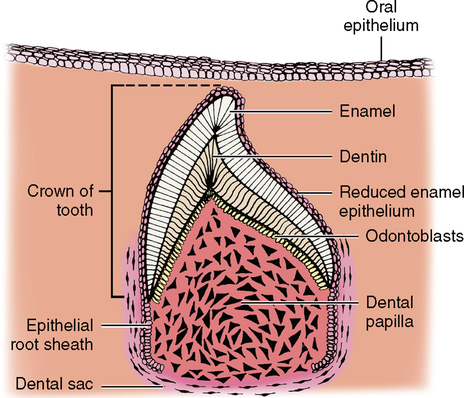 Oral
epithelium
Enamel
Dentin
Crown of
tooth
Reduced enamel
epithelium
Odontoblasts
Dental
papilla
Epithelial
root sheath
Dental sac